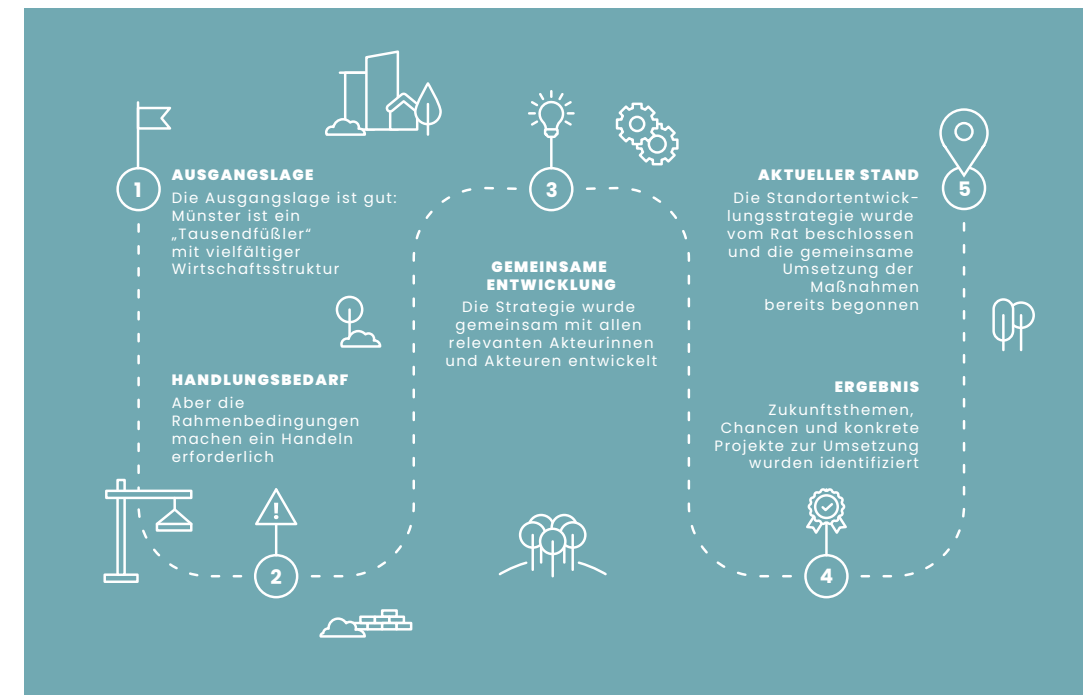 1
AUSGANGSLAGE
Die Ausgangslage ist gut:
Münster ist ein
„Tausendfüßler“
mit vielfältiger
Wirtschaftsstruktur
HANDLUNGSBEDARF
Aber die
Rahmenbedingungen
machen ein Handeln
erforderlich
!
2
3
GEMEINSAME
ENTWICKLUNG
Die Strategie wurde
gemeinsam mit allen
relevanten Akteurinnen
und Akteuren entwickelt
ERGEBNIS
Zukunftsthemen,
Chancen und konkrete
Projekte zur Umsetzung
wurden identifiziert
4
AKTUELLER STAND
5
Die Standortentwick-
lungsstrategie wurde
vom Rat beschlossen
und die gemeinsame
Umsetzung der
Maßnahmen
bereits begonnen